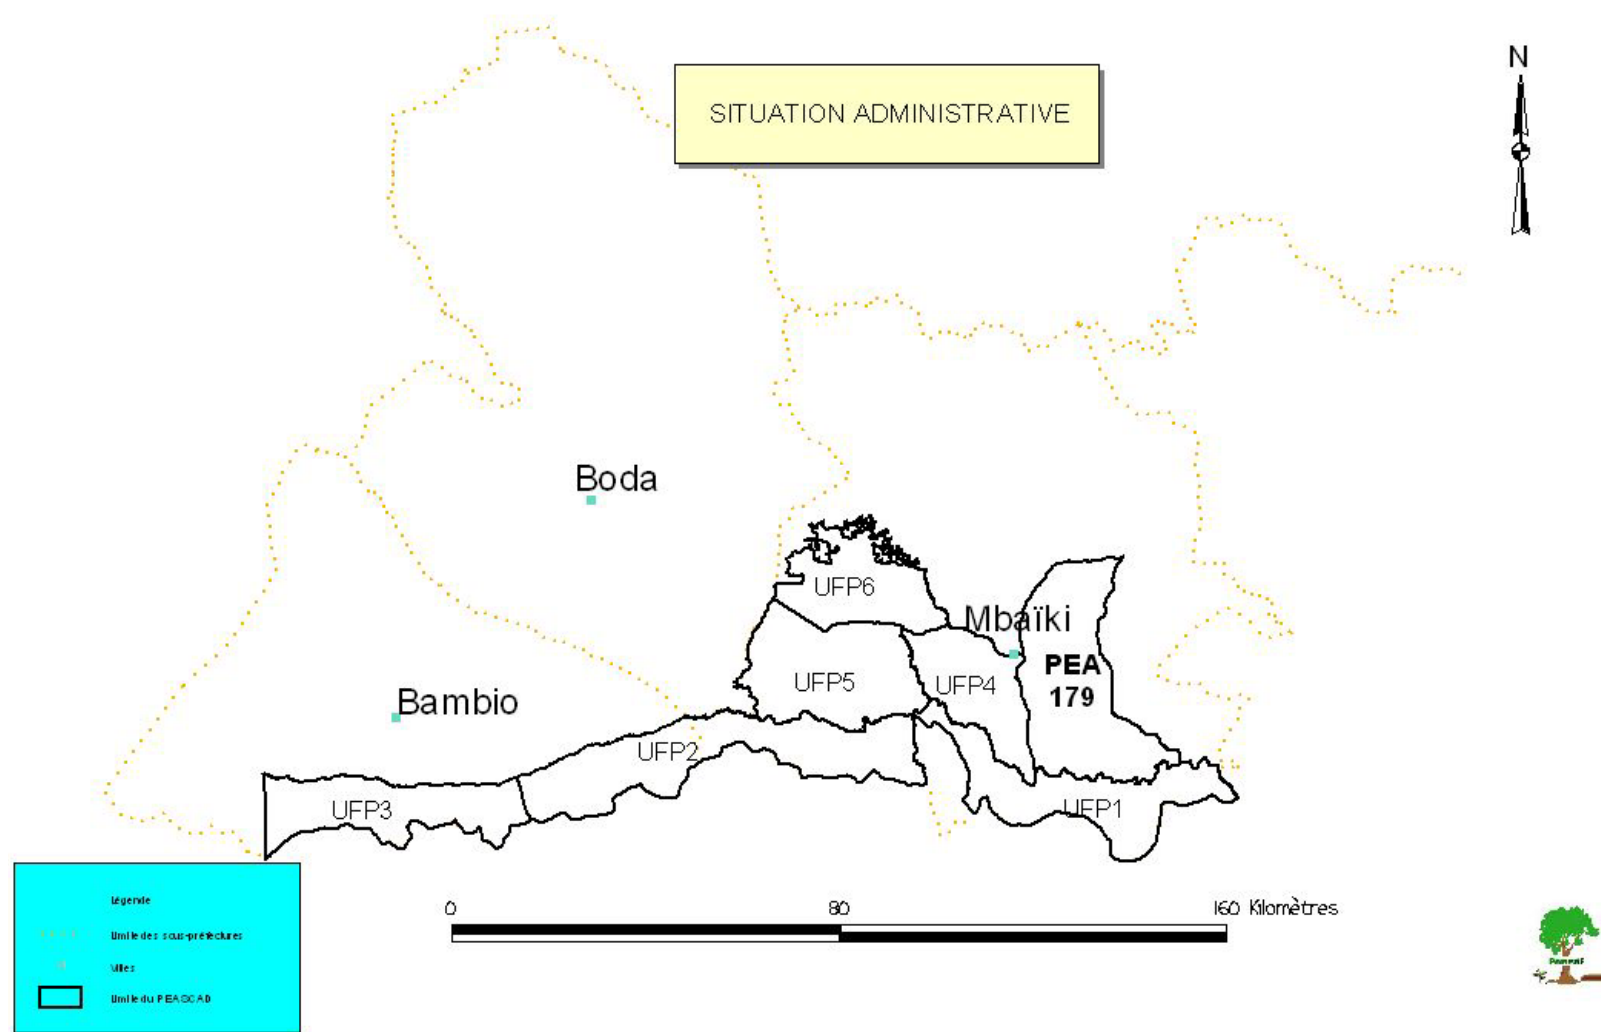 N
SITUATION ADMINISTRATIVE
Boda
UFP6
Mbaïki
PEA
179
UFP5
UFP4
Bambio
UFP2
UFP3
UFP1
Légende
Limite des sous-préfectures
Villes
Limite du PEA SCAD
0 80 160 Kilomètres